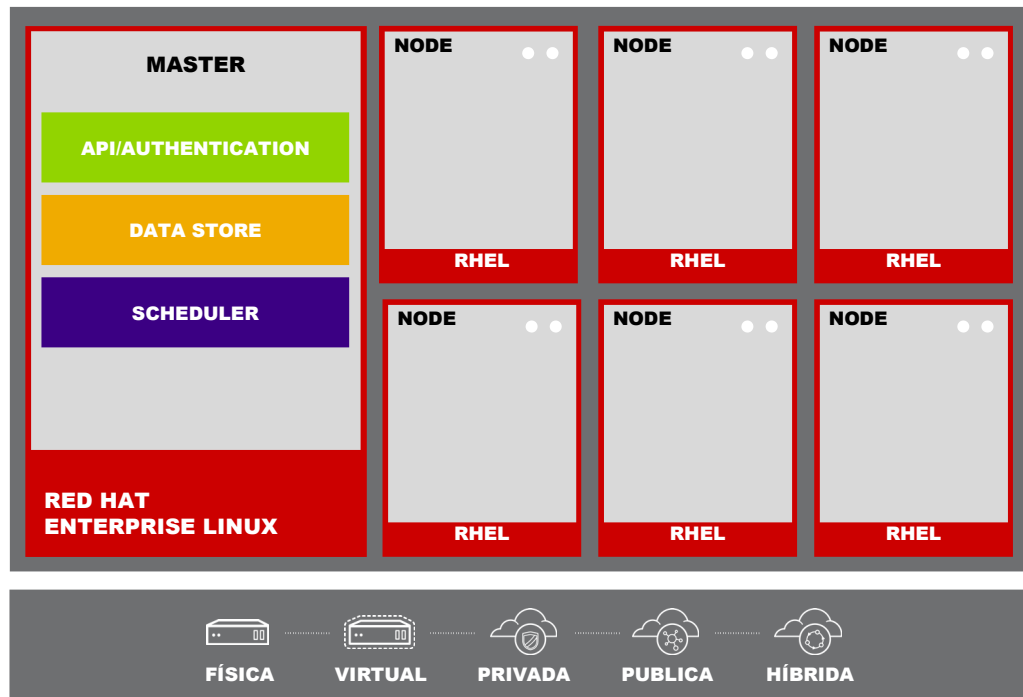 MASTER
API/AUTHENTICATION
DATA STORE
SCHEDULER
RED HAT
ENTERPRISE LINUX
NODE
RHEL
NODE
RHEL
NODE
RHEL
NODE
RHEL
NODE
RHEL
NODE
RHEL
FÍSICA
VIRTUAL
PRIVADA
PUBLICA
HÍBRIDA